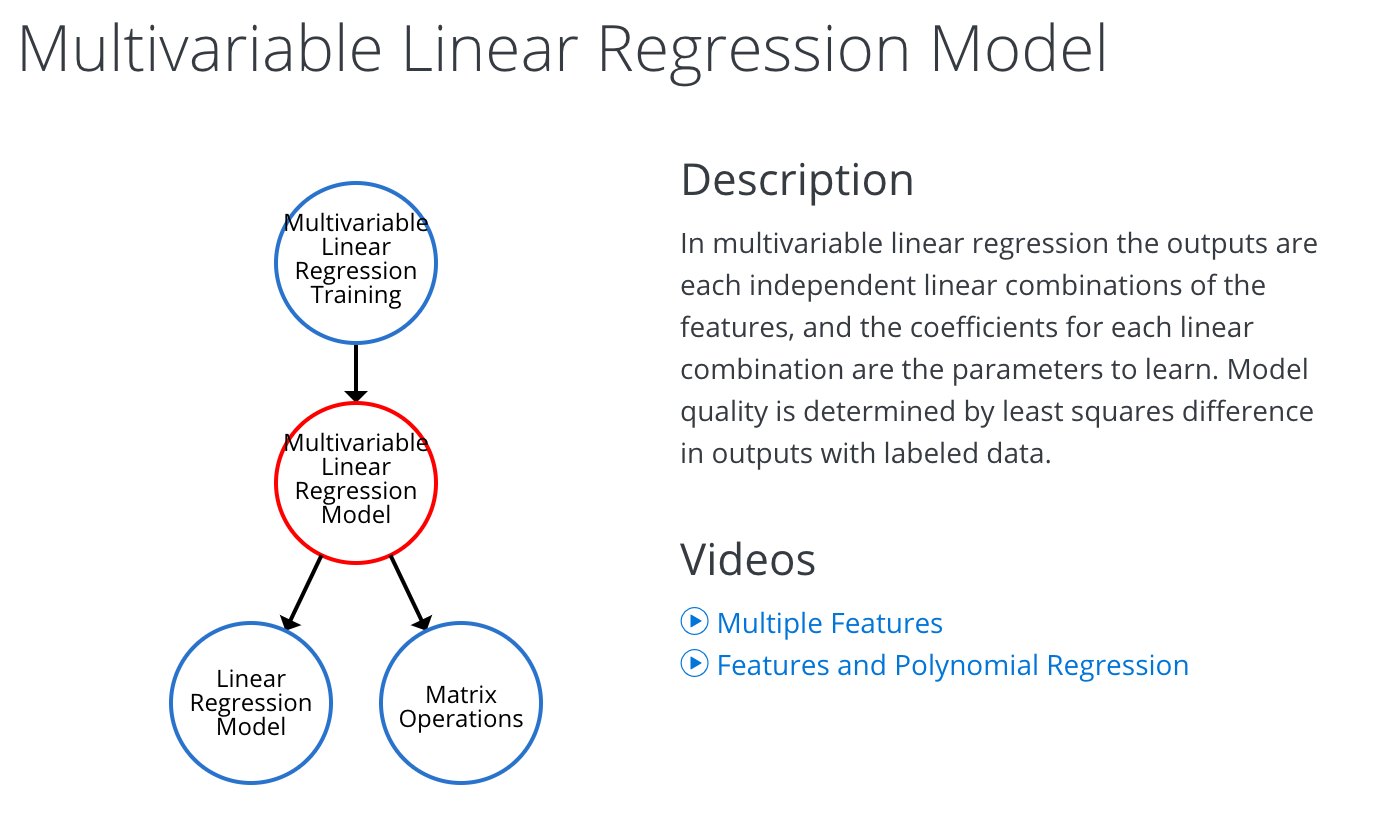 Multivariable Linear Regression Model
Multivariable
Linear
Regression
Training
Multivariable
Linear
Regression
Model
Linear
Regression
Model
Matrix
Operations
Description
In multivariable linear regression the outputs are
each independent linear combinations of the
features, and the coefficients for each linear
combination are the parameters to learn. Model
quality is determined by least squares difference
in outputs with labeled data.
Videos
Multiple Features
Features and Polynomial Regression